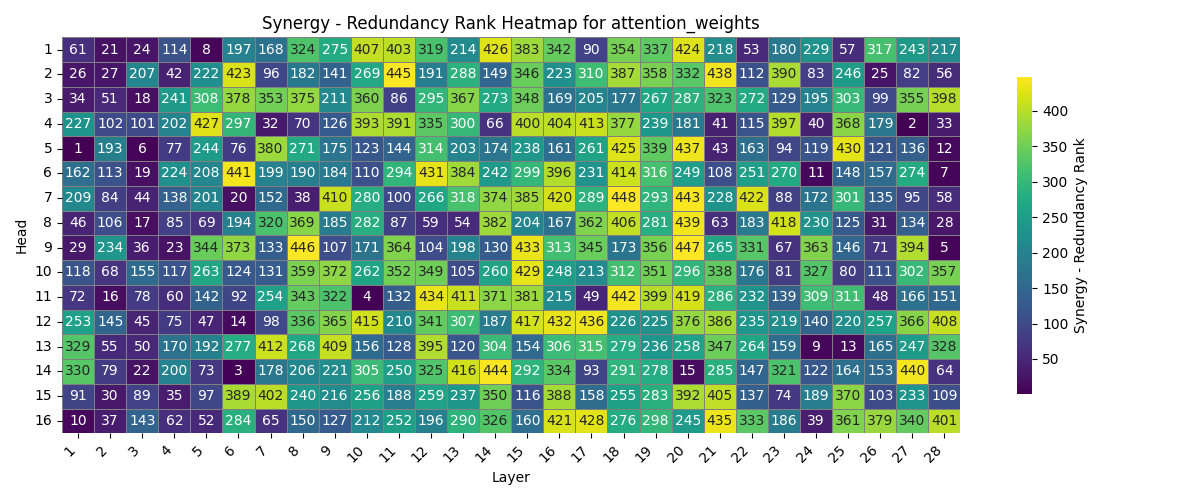 Synergy - Redundancy Rank Heatmap for attention_weights
1 61 21 24 114 8 197 168 324 275 407 403 319 214 426 383 342 90 354 337 424 218 53 180 229 57 317 243 217
2 26 27 207 42 222 423 96 182 141 269 445 191 288 149 346 223 310 387 358 332 438 112 390 83 246 25 82 56
3 34 51 18 241 308 378 353 375 211 360 86 295 367 273 348 169 205 177 267 287 323 272 129 195 303 99 355 398
4 227 102 101 202 427 297 32 70 126 393 391 335 300 66 400 404 413 377 239 181 41 115 397 40 368 179 2 33
5 1 193 6 77 244 76 380 271 175 123 144 314 203 174 238 161 261 425 339 437 43 163 94 119 430 121 136 12
6 162 113 19 224 208 441 199 190 184 110 294 431 384 242 299 396 231 414 316 249 108 251 270 11 148 157 274 7
7 209 84 44 138 201 20 152 38 410 280 100 266 318 374 385 420 289 448 293 443 228 422 88 172 301 135 95 58
8 46 106 17 85 69 194 320 369 185 282 87 59 54 382 204 167 362 406 281 439 63 183 418 230 125 31 134 28
9 29 234 36 23 344 373 133 446 107 171 364 104 198 130 433 313 345 173 356 447 265 331 67 363 146 71 394 5
10 118 68 155 117 263 124 131 359 372 262 352 349 105 260 429 248 213 312 351 296 338 176 81 327 80 111 302 357
11 72 16 78 60 142 92 254 343 322 4 132 434 411 371 381 215 49 442 399 419 286 232 139 309 311 48 166 151
12 253 145 45 75 47 14 98 336 365 415 210 341 307 187 417 432 436 226 225 376 386 235 219 140 220 257 366 408
13 329 55 50 170 192 277 412 268 409 156 128 395 120 304 154 306 315 279 236 258 347 264 159 9 13 165 247 328
14 330 79 22 200 73 3 178 206 221 305 250 325 416 444 292 334 93 291 278 15 285 147 321 122 164 153 440 64
15 91 30 89 35 97 389 402 240 216 256 188 259 237 350 116 388 158 255 283 392 405 137 74 189 370 103 233 109
16 10 37 143 62 52 284 65 150 127 212 252 196 290 326 160 421 428 276 298 245 435 333 186 39 361 379 340 401
1 2 3 4 5 6 7 8 9 10 11 12 13 14 15 16 17 18 19 20 21 22 23 24 25 26 27 28
Layer
Head
400
350
300
250
200
150
100
50
Synergy - Redundancy Rank